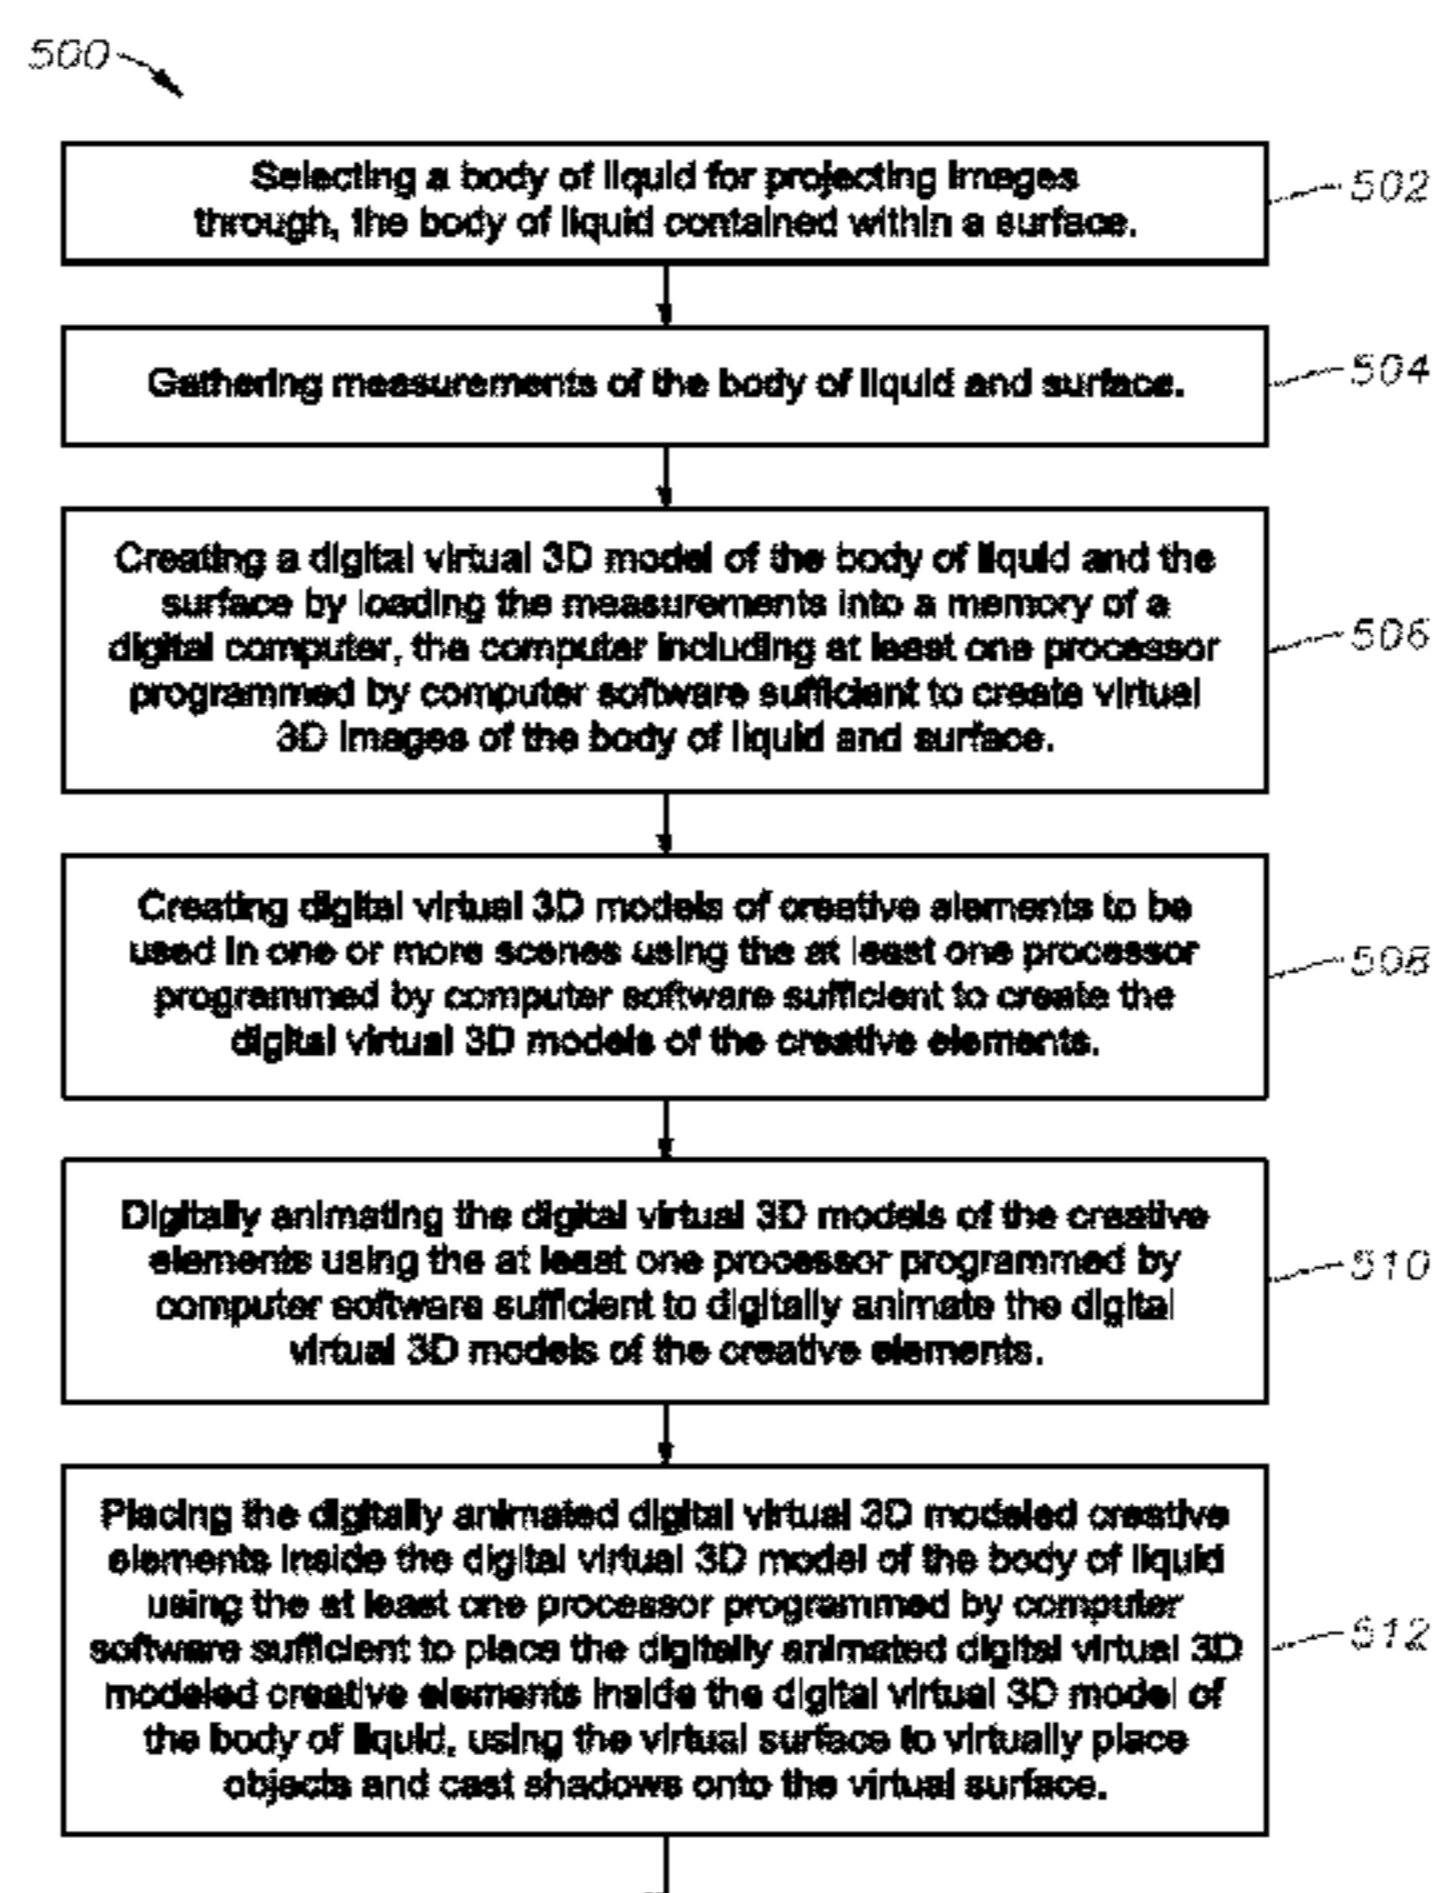 500
Selecting a body of liquid for projecting images
through, the body of liquid contained within a surface.
502
Gathering measurements of the body of liquid and surface.
504
Creating a digital virtual 3D model of the body of liquid and the
surface by loading the measurements into a memory of a
digital computer, the computer including at least one processor
programmed by computer software sufficient to create virtual
3D images of the body of liquid and surface.
506
Creating digital virtual 3D models of creative elements to be
used in one or more scenes using the at least one processor
programmed by computer software sufficient to create the
digital virtual 3D models of the creative elements.
508
Digitally animating the digital virtual 3D models of the creative
elements using the at least one processor programmed by
computer software sufficient to digitally animate the digital
virtual 3D models of the creative elements.
510
Placing the digitally animated digital virtual 3D modeled creative
elements inside the digital virtual 3D model of the body of liquid
using the at least one processor programmed by computer
software sufficient to place the digitally animated digital virtual 3D
modeled creative elements inside the digital virtual 3D model of
the body of liquid, using the virtual surface to virtually place
objects and cast shadows onto the virtual surface.
512